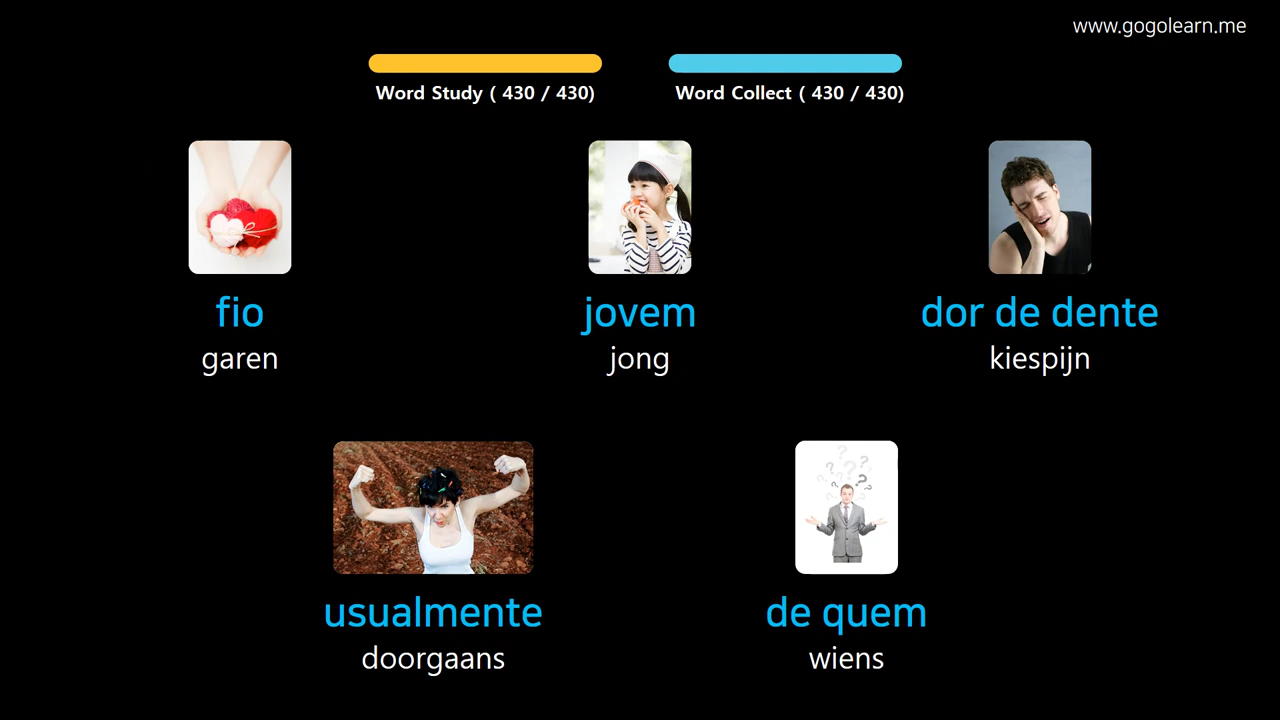 www.gogolearn.me
Word Study ( 430 / 430)
Word Collect ( 430 / 430)
fio
garen
jovem
jong
dor de dente
kiespijn
usualmente
doorgaans
de quem
wiens